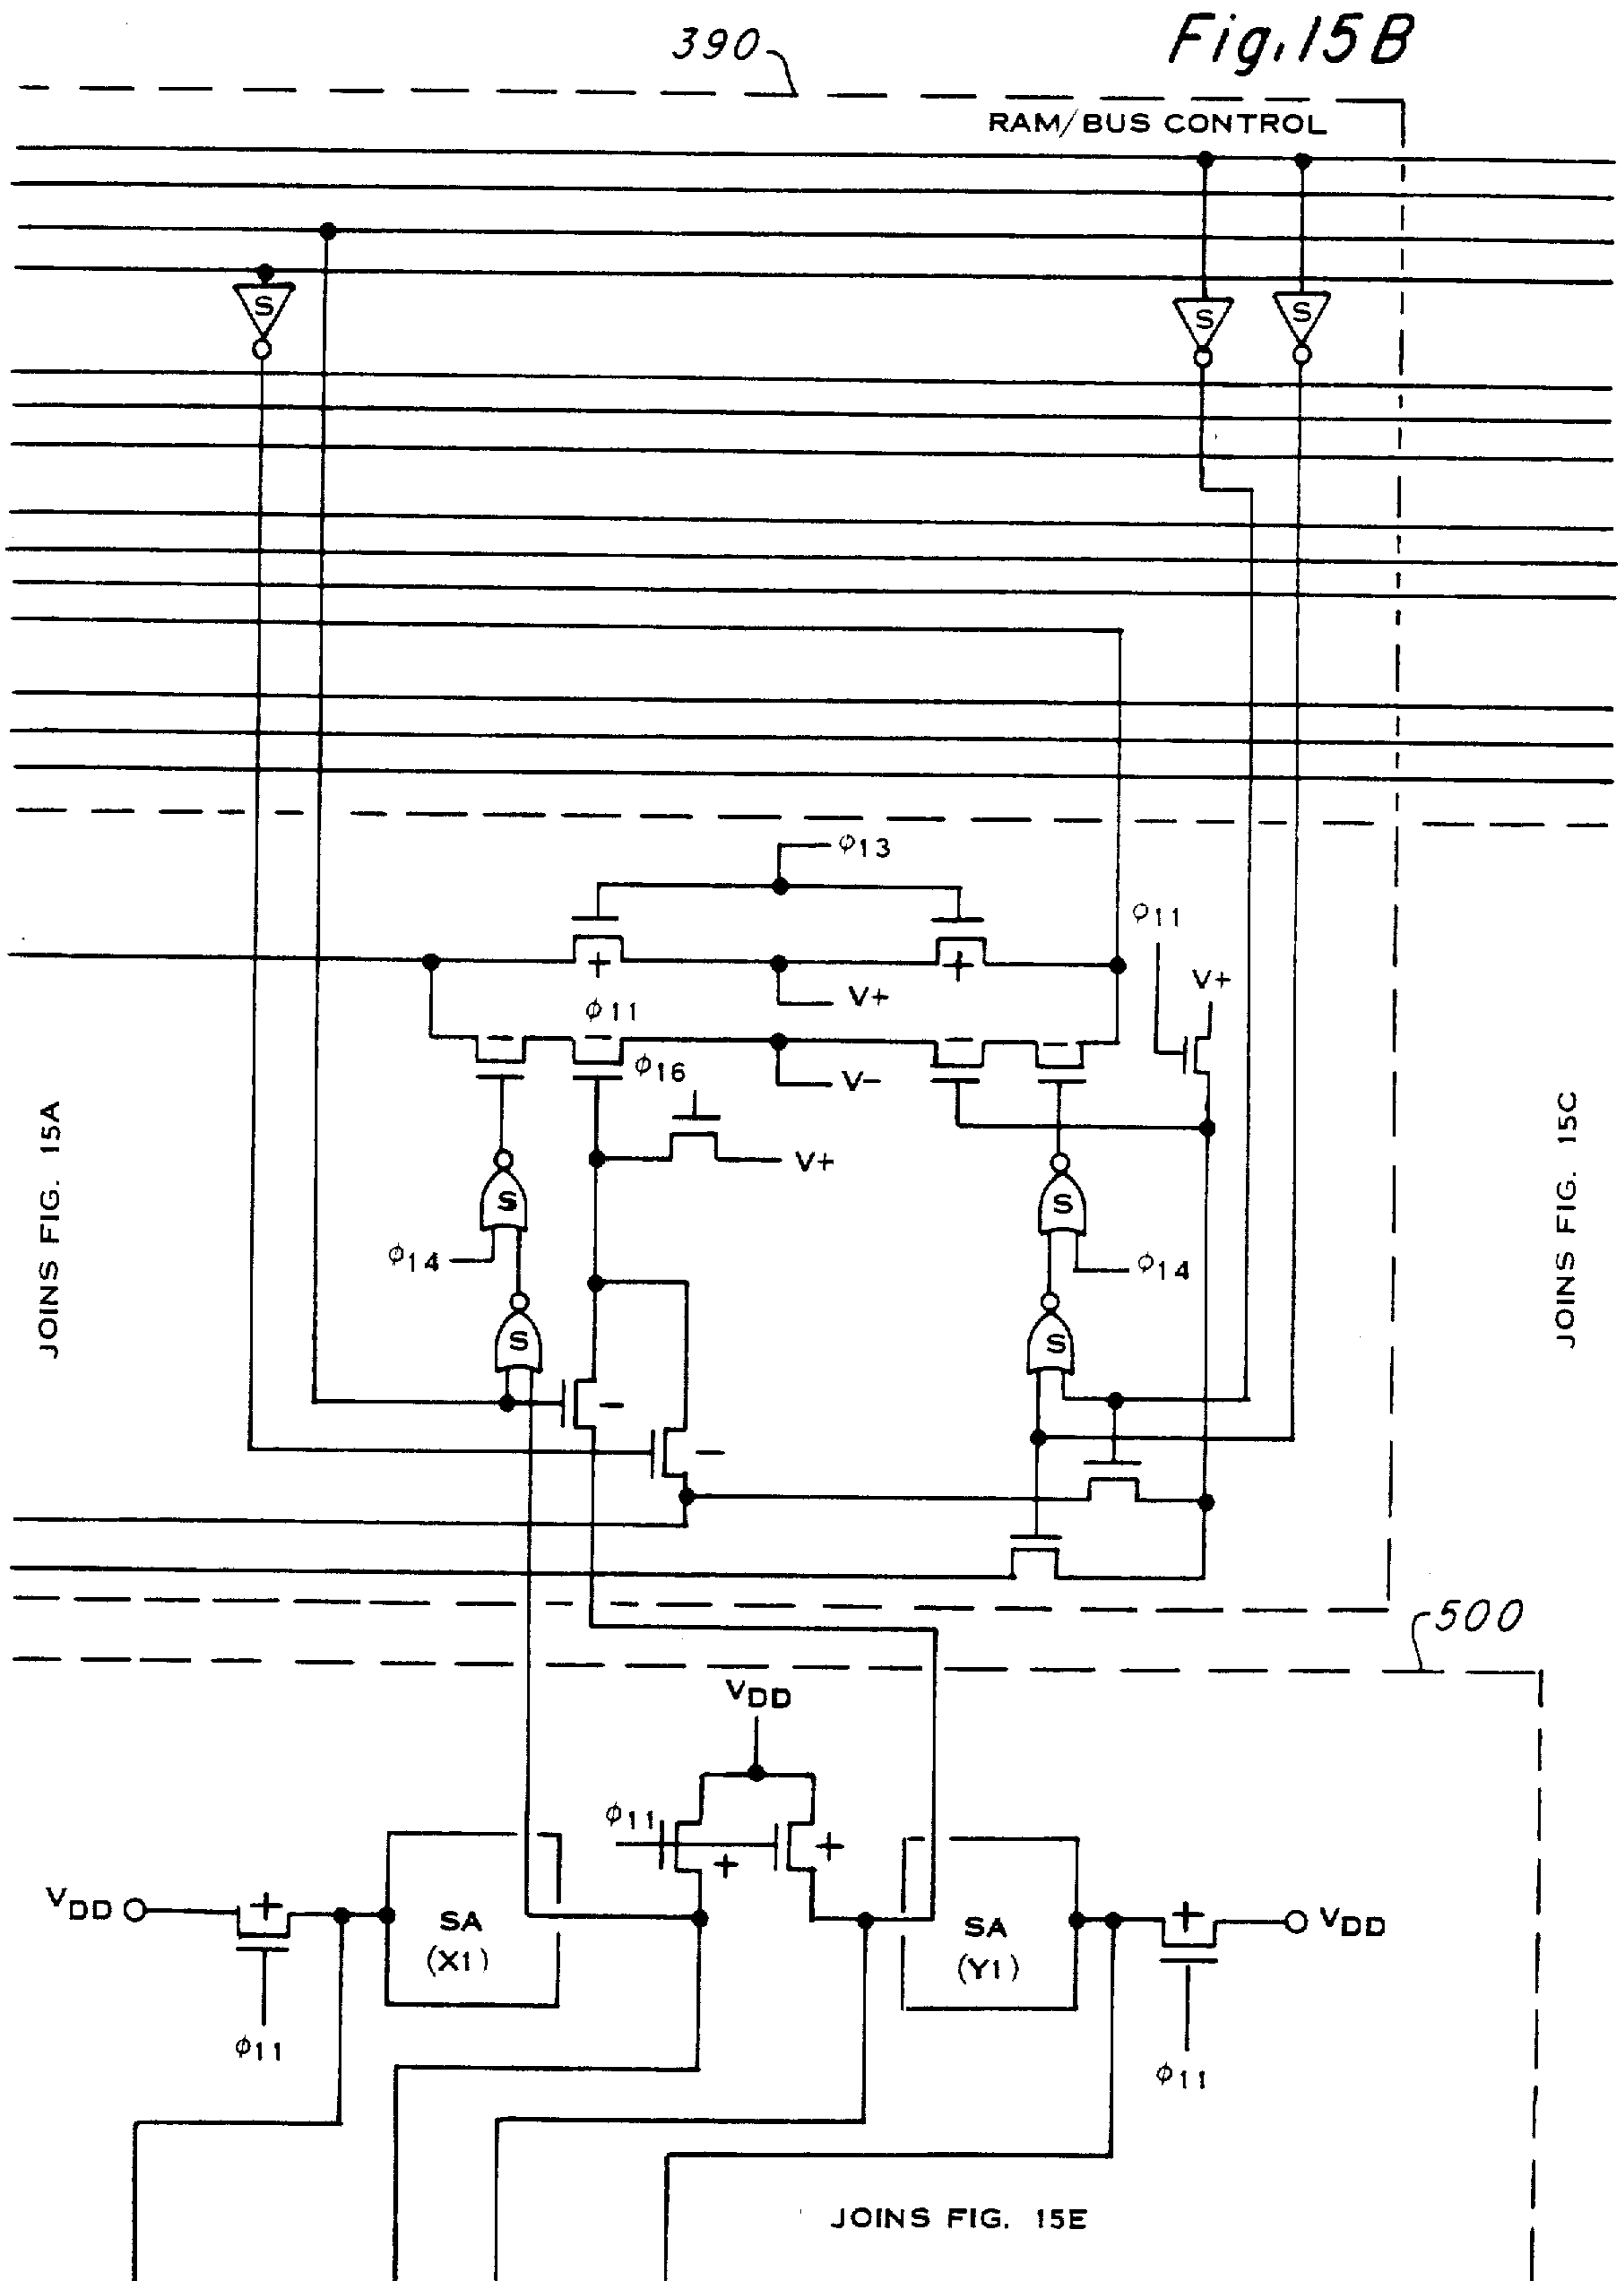 Fig. 15B
390
RAM/BUS CONTROL
S
S
S
φ13
φ11
V+
V+
φ11
φ16
V-
V+
S
S
φ14
φ14
S
S
JOINS FIG. 15A
JOINS FIG. 15C
500
VDD
φ11
VDD
SA
(X1)
SA
(Y1)
VDD
φ11
φ11
JOINS FIG. 15E